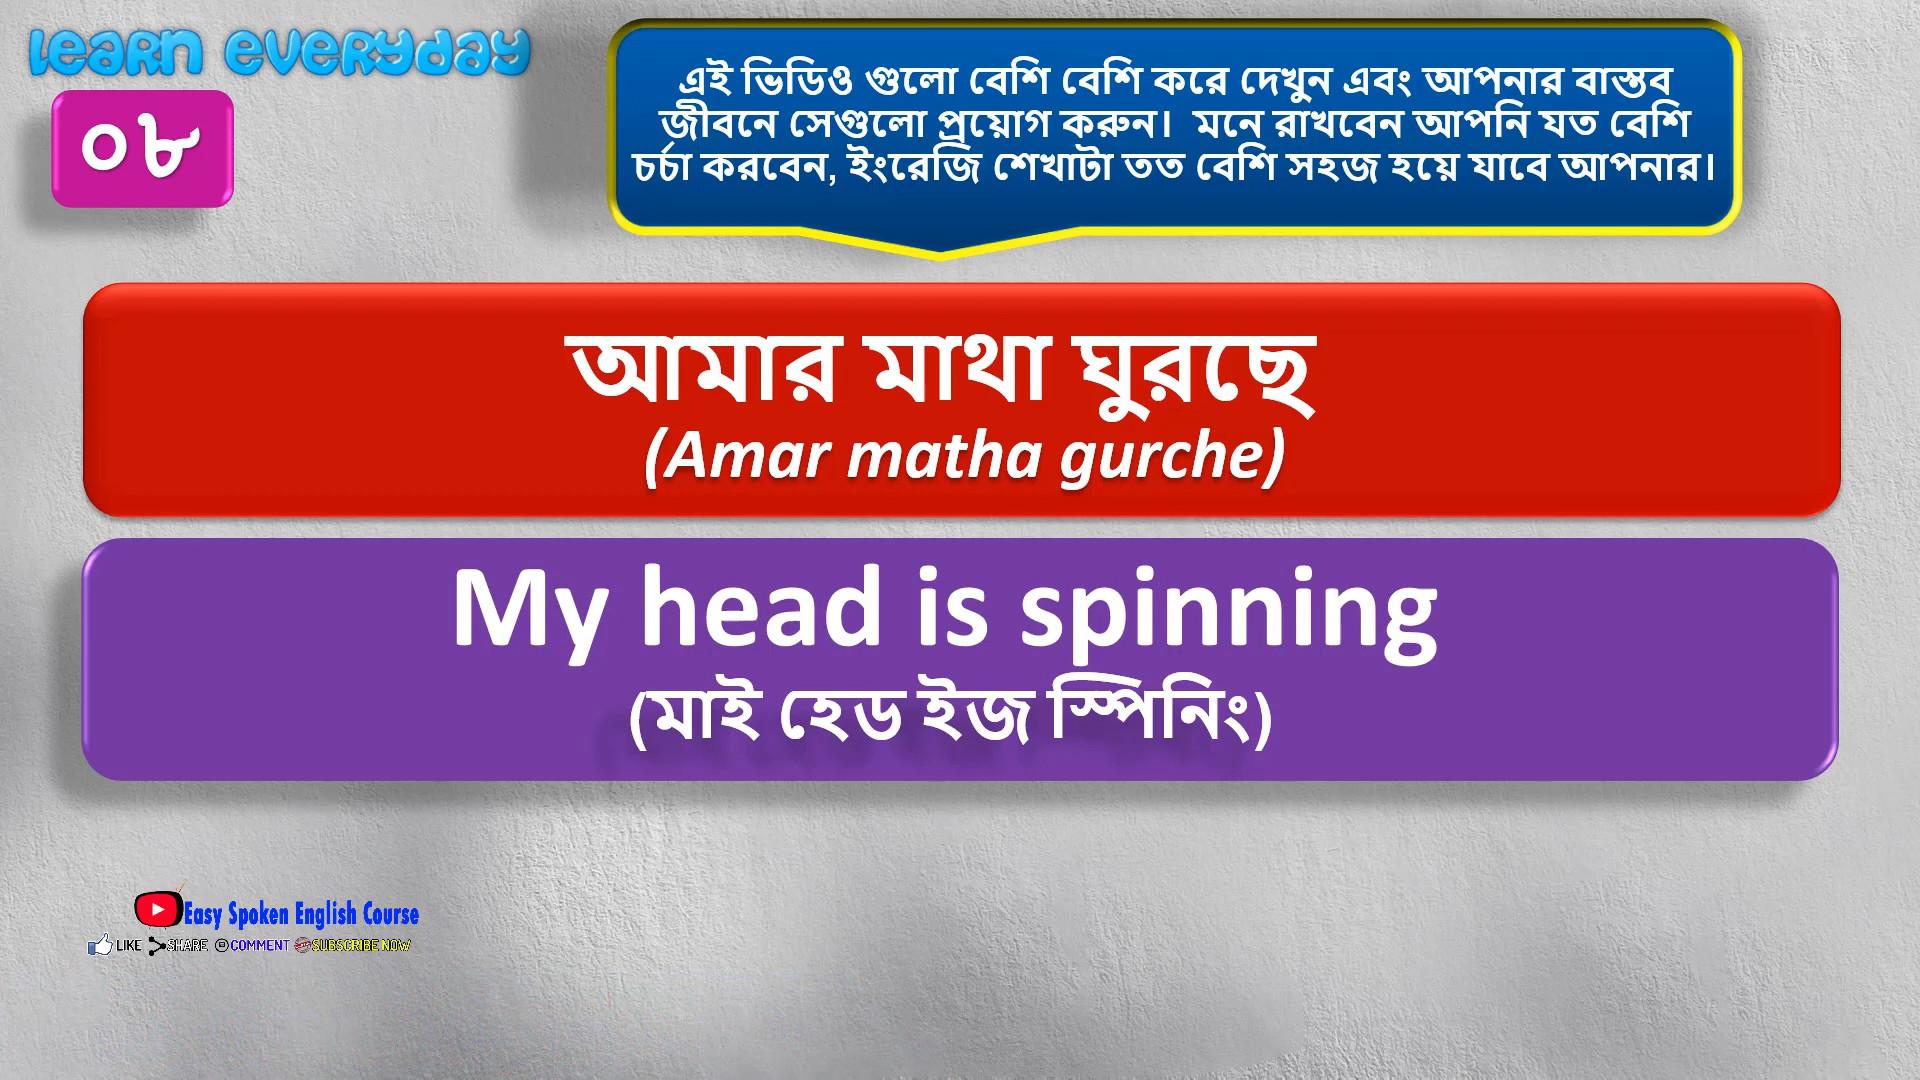 Learn everyday
০৮
এই ভিডিও গুলো বেশি বেশি করে দেখুন এবং আপনার বাস্তব
জীবনে সেগুলো প্রয়োগ করুন।  মনে রাখবেন আপনি যত বেশি
চর্চা করবেন, ইংরেজি শেখাটা তত বেশি সহজ হয়ে যাবে আপনার।
আমার মাথা ঘুরছে
(Amar matha gurche)
My head is spinning
(মাই হেড ইজ স্পিনিং)
Easy Spoken English Course
LIKE SHARE COMMENT SUBSCRIBE NOW